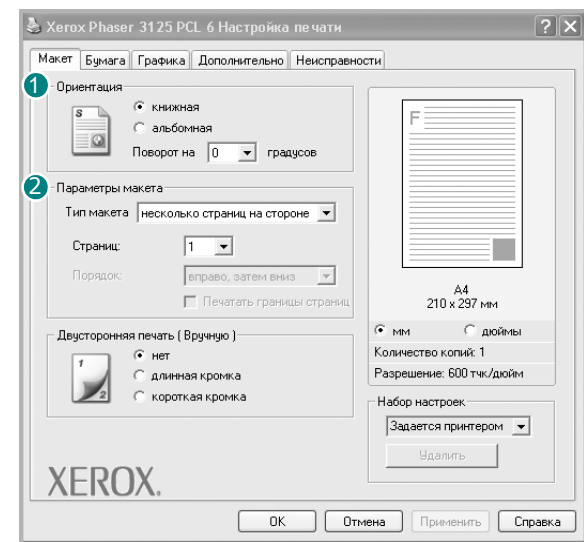 Xerox Phaser 3125 PCL 6 Настройка печати
Макет Бумага Графика Дополнительно Неисправности
1 Ориентация
книжная
альбомная
Поворот на 0 градусов
2 Параметры макета
Тип макета несколько страниц на стороне
Страниц: 1
Порядок: вправо, затем вниз
Печатать границы страниц
Двусторонняя печать ( Вручную )
нет
длинная кромка
короткая кромка
S
1
2
F
A4
210 x 297 мм
мм дюймы
Количество копий: 1
Разрешение: 600 тчк/дюйм
Набор настроек
Задается принтером
Удалить
XEROX.
OK Отмена Применить Справка